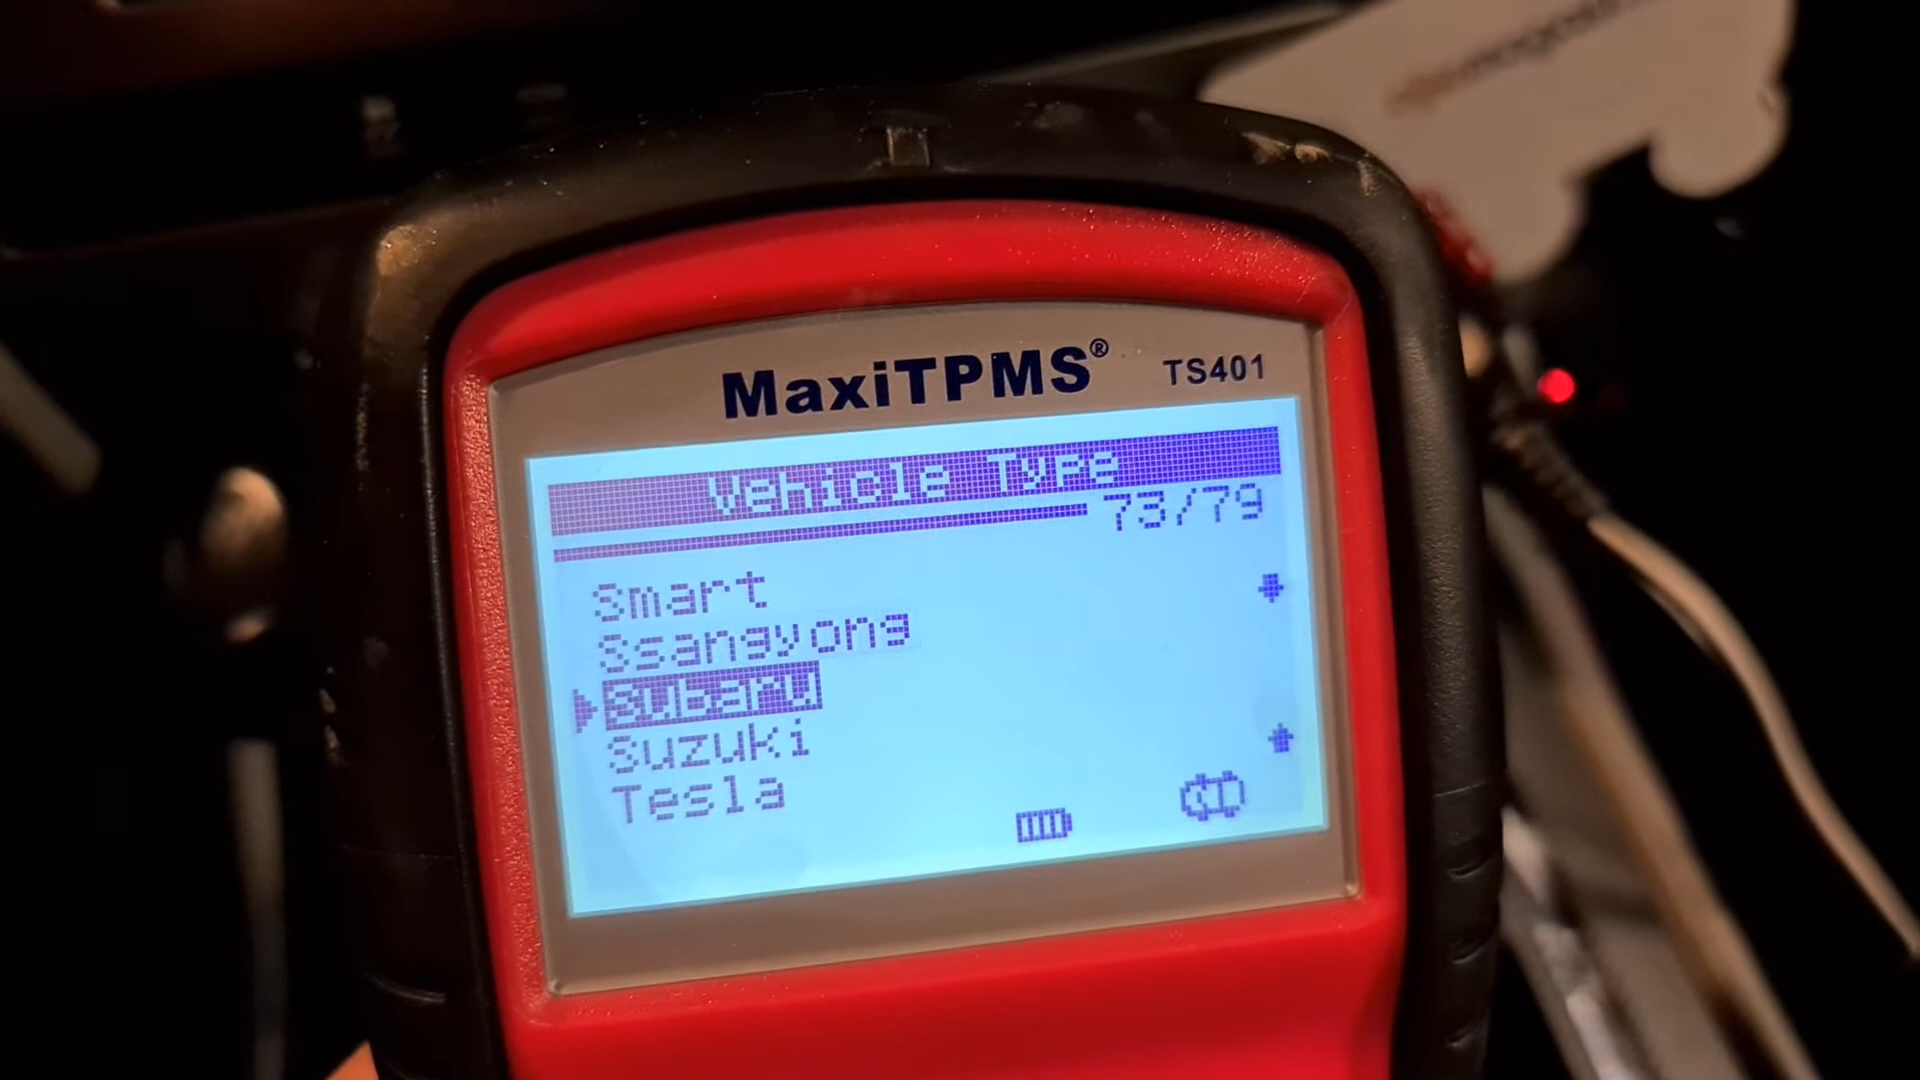 MaxiTPMS® TS401
Vehicle Type
73/79
Smart
Ssangyong
Subaru
Suzuki
Tesla